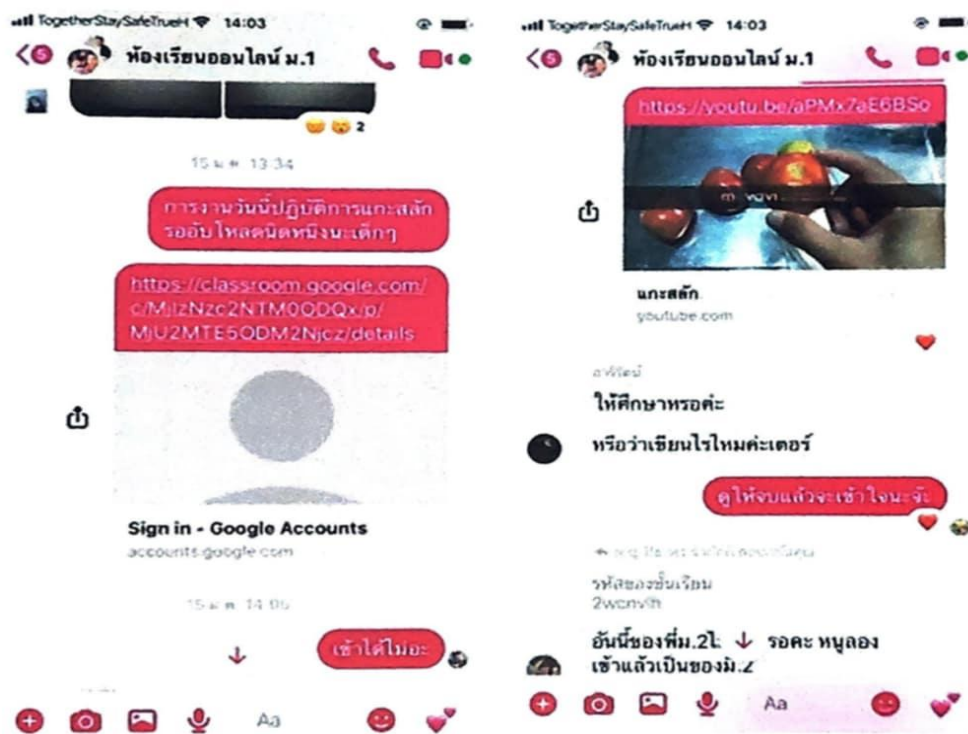 TogetherStaySafeTrueH 14:03
5 ห้องเรียนออนไลน์ ม.1
2
13:34
การงานวันนี้ปฏิบัติการแกะสลัก
รออัปโหลดนิดหนึ่งนะเด็กๆ
https://classroom.google.com/
Sign in - Google Accounts
accounts.google.com
เข้าได้ไม่อะ
Aa
TogetherStaySafeTrueH 14:03
5 ห้องเรียนออนไลน์ ม.1
https://youtu.be/aPMx7aE6BSo
แกะสลัก
youtube.com
ให้ศึกษาหรอค่ะ
หรือว่าเขียนไรไหมค่ะเตอร์
ดูให้จบแล้วจะเข้าใจนะจ๊ะ
รหัสของชั้นเรียน
อันนี้ของพี่ม.2 รอคะ หนูลอง
เข้าแล้วเป็นของม.2
Aa